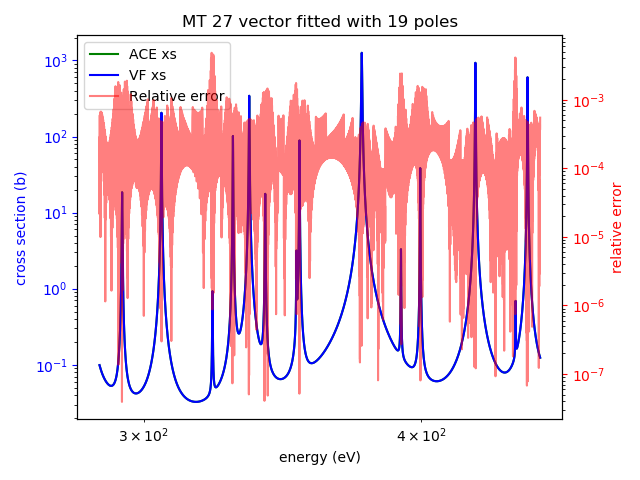 MT 27 vector fitted with 19 poles
ACE xs
VF xs
Relative error
cross section (b)
10³
10²
10¹
10⁰
10⁻¹
10⁻³
10⁻⁴
10⁻⁵
10⁻⁶
10⁻⁷
relative error
3 × 10²
4 × 10²
energy (eV)